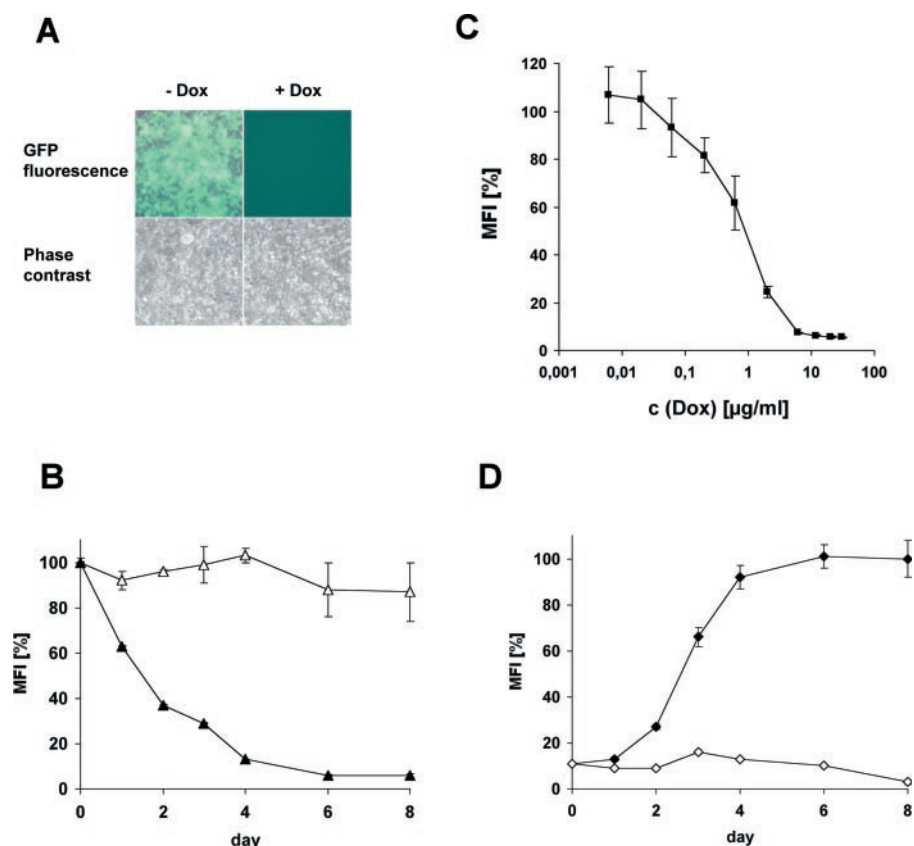 A
- Dox + Dox
GFP
fluorescence
Phase
contrast
C
120
100
80
60
40
20
0
MFI [%]
0,001 0,01 0,1 1 10 100
c (Dox) [µg/ml]
B
100
80
60
40
20
0
MFI [%]
0 2 4 6 8
day
D
100
80
60
40
20
0
MFI [%]
0 2 4 6 8
day